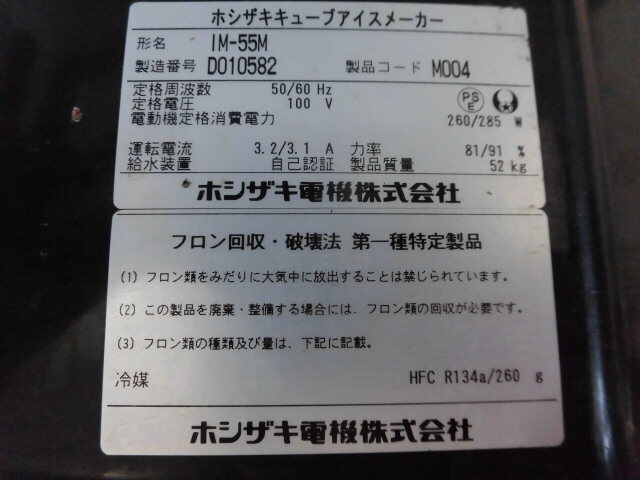 ホシザキキューブアイスメーカー
形名 IM-55M
製造番号 D010582 製品コード M004
定格周波数 50/60 Hz
定格電圧 100 V
PSE
電動機定格消費電力 260/285 W
運転電流 3.2/3.1 A 力率 81/91 %
給水装置 自己認証 製品質量 52 kg
ホシザキ電機株式会社
フロン回収・破壊法 第一種特定製品
(1) フロン類をみだりに大気中に放出することは禁じられています。
(2) この製品を廃棄・整備する場合には、フロン類の回収が必要です。
(3) フロン類の種類及び量は、下記に記載。
冷媒 HFC R134a/260 g
ホシザキ電機株式会社